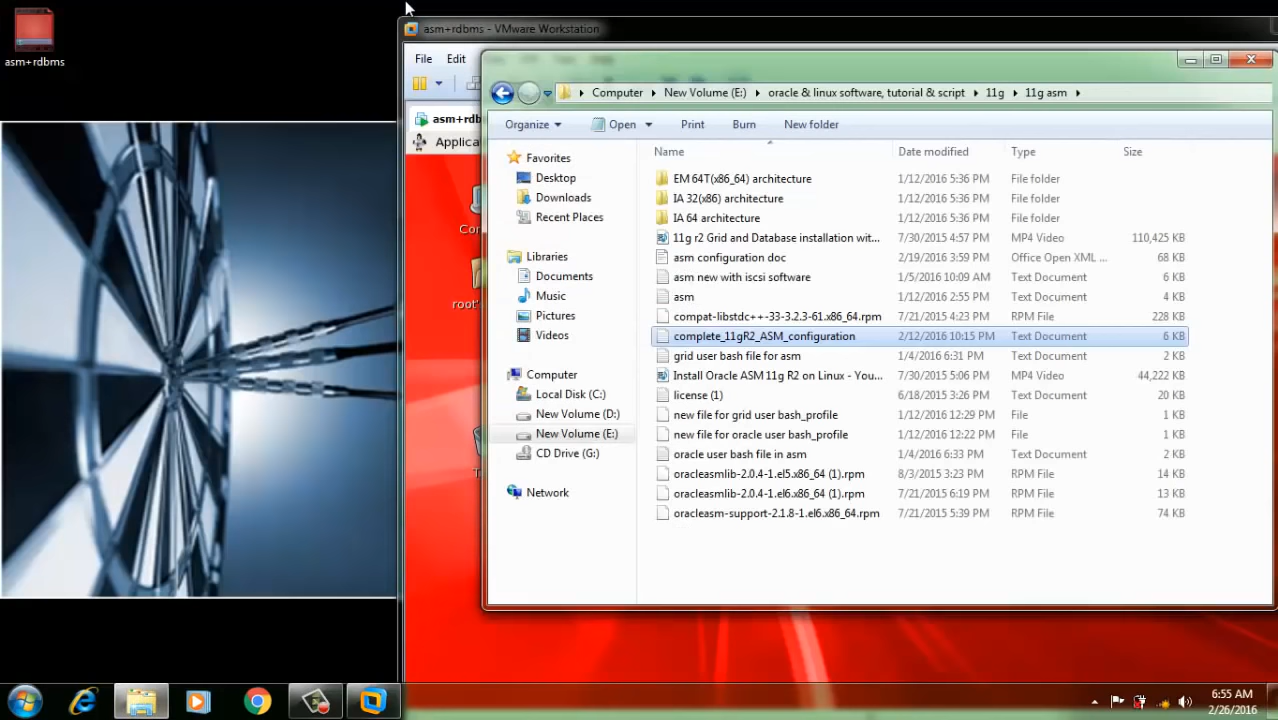 asm+rdbms
asm+rdbms - VMware Workstation
File Edit
Computer New Volume (E:) oracle & linux software, tutorial & script 11g 11g asm
Organize Open Print Burn New folder
asm+rdb
Applica
Name Date modified Type Size
Favorites
Desktop
Downloads
Recent Places
Libraries
Documents
Music
Pictures
Videos
Computer
Local Disk (C:)
New Volume (D:)
New Volume (E:)
CD Drive (G:)
Network
EM 64T(x86_64) architecture 1/12/2016 5:36 PM File folder
IA 32(x86) architecture 1/12/2016 5:36 PM File folder
IA 64 architecture 1/12/2016 5:36 PM File folder
11g r2 Grid and Database installation wit... 7/30/2015 4:57 PM MP4 Video 110,425 KB
asm configuration doc 2/19/2016 3:59 PM Office Open XML ... 68 KB
asm new with iscsi software 1/5/2016 10:09 AM Text Document 6 KB
asm 1/12/2016 2:55 PM Text Document 4 KB
compat-libstdc++-33-3.2.3-61.x86_64.rpm 7/21/2015 4:23 PM RPM File 228 KB
complete_11gR2_ASM_configuration 2/12/2016 10:15 PM Text Document 6 KB
grid user bash file for asm 1/4/2016 6:31 PM Text Document 2 KB
Install Oracle ASM 11g R2 on Linux - You... 7/30/2015 5:06 PM MP4 Video 44,222 KB
license (1) 6/18/2015 3:26 PM Text Document 20 KB
new file for grid user bash_profile 1/12/2016 12:29 PM File 1 KB
new file for oracle user bash_profile 1/12/2016 12:22 PM File 1 KB
oracle user bash file in asm 1/4/2016 6:33 PM Text Document 2 KB
oracleasmlib-2.0.4-1.el5.x86_64 (1).rpm 8/3/2015 3:23 PM RPM File 14 KB
oracleasmlib-2.0.4-1.el6.x86_64 (1).rpm 7/21/2015 6:19 PM RPM File 13 KB
oracleasm-support-2.1.8-1.el6.x86_64.rpm 7/21/2015 5:39 PM RPM File 74 KB
Cor
root'
T
6:55 AM
2/26/2016